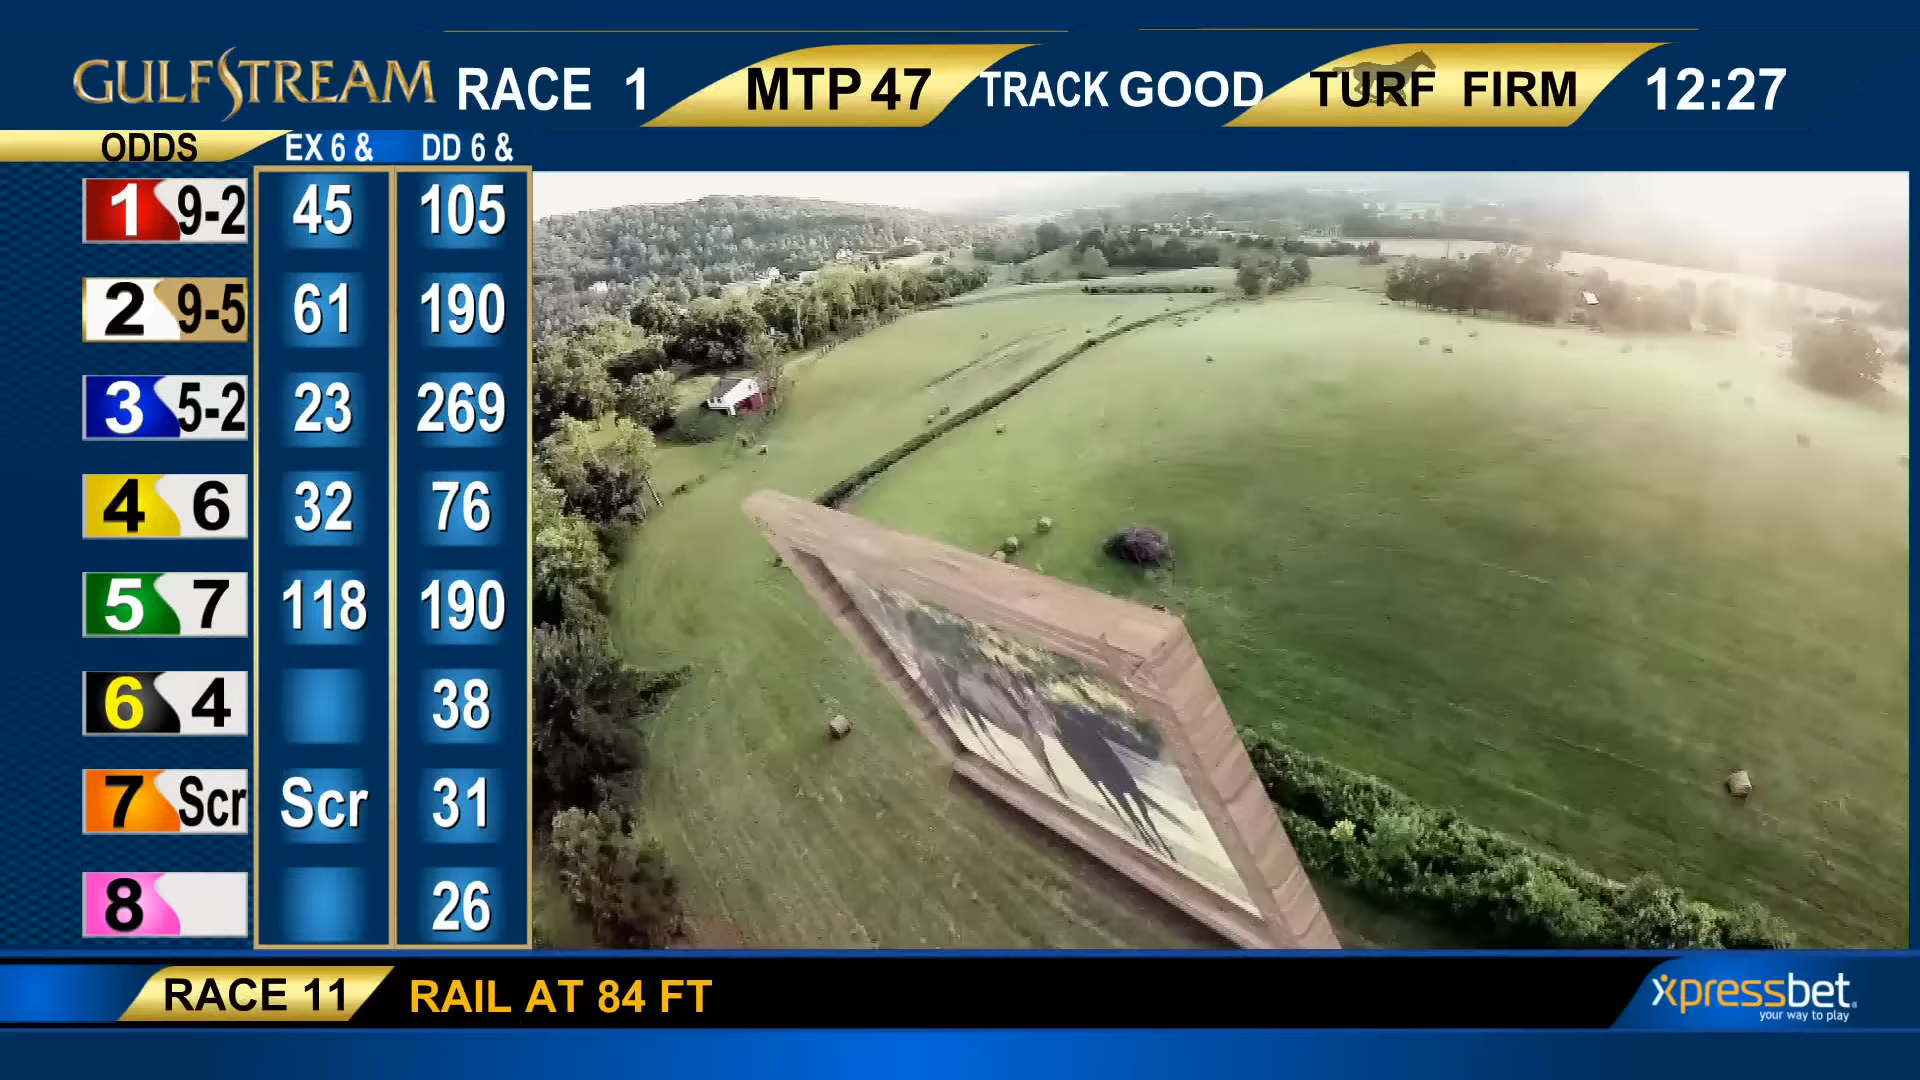 GULFSTREAM RACE 1 MTP 47 TRACK GOOD TURF FIRM 12:27
ODDS EX 6 & DD 6 &
1 9-2 45 105
2 9-5 61 190
3 5-2 23 269
4 6 32 76
5 7 118 190
6 4 38
7 Scr Scr 31
8 26
RACE 11 RAIL AT 84 FT
xpressbet.
your way to play